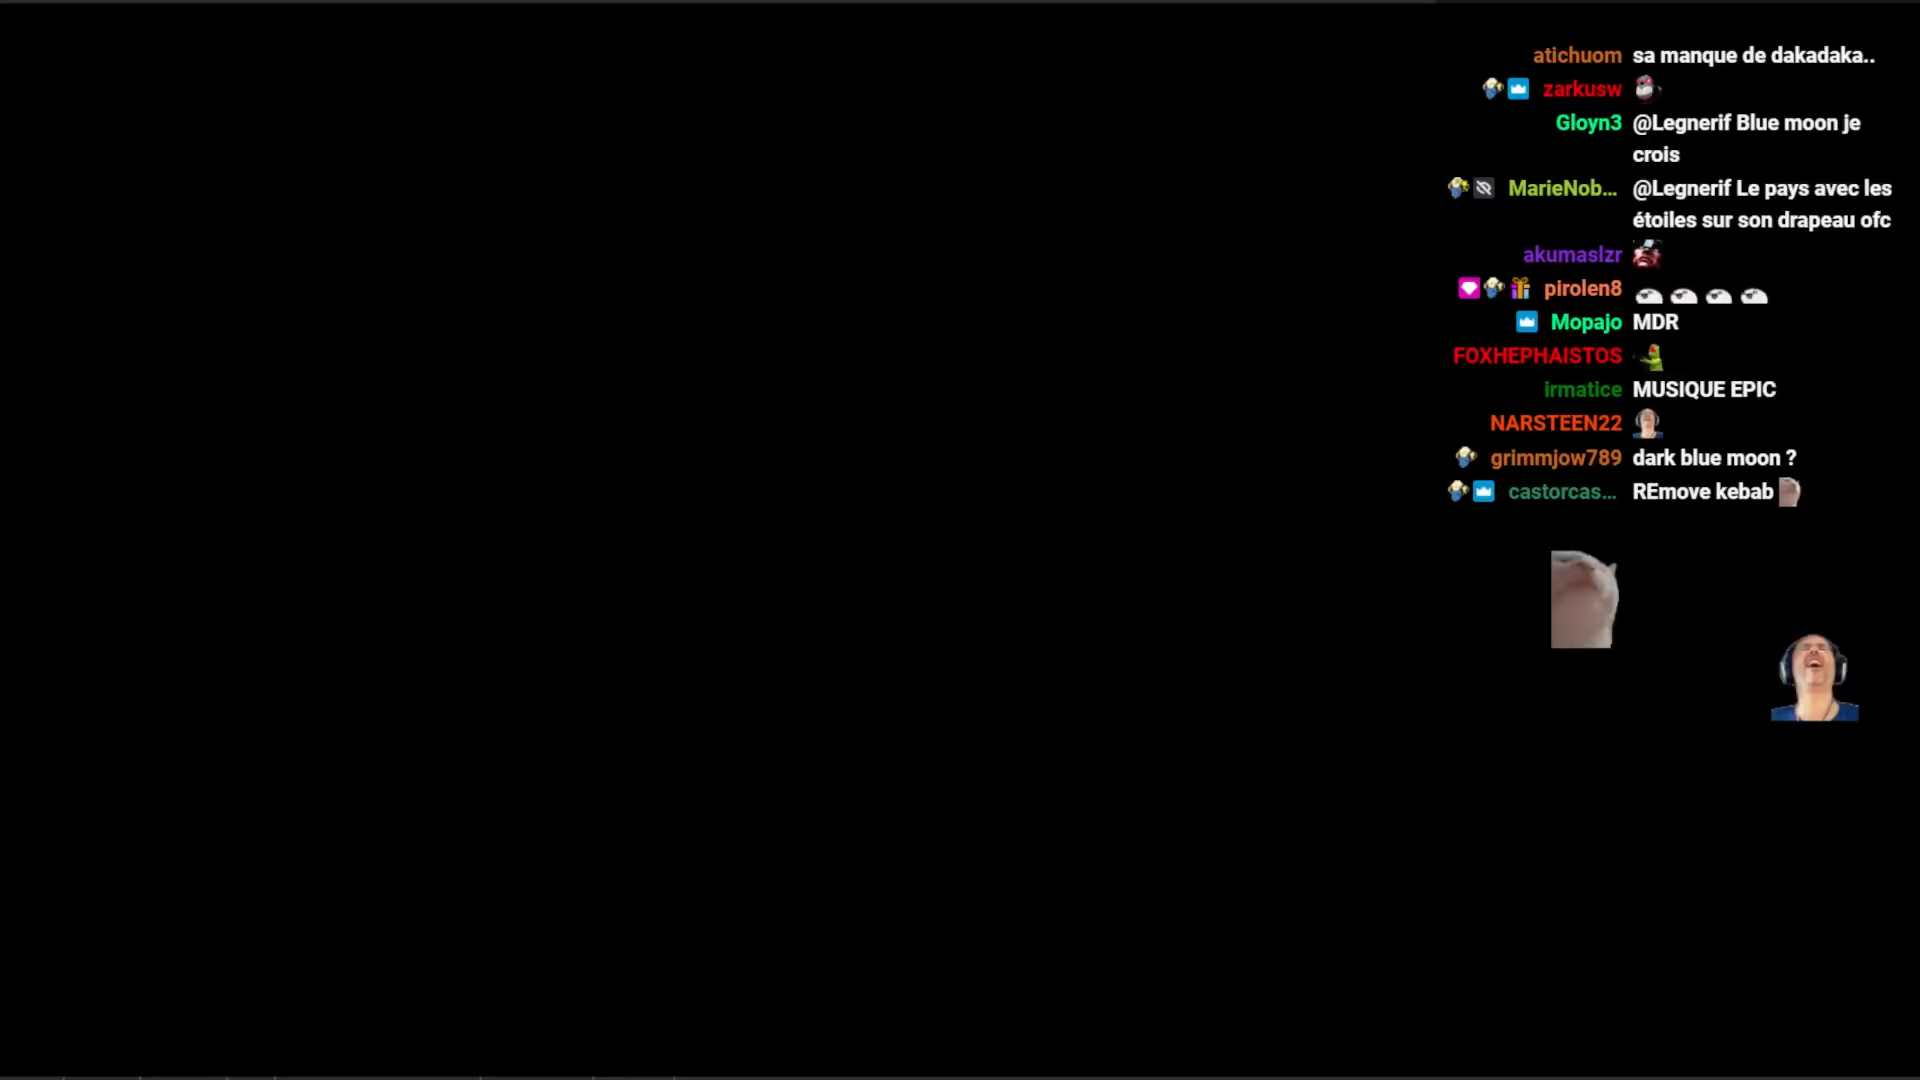 atichuom sa manque de dakadaka..
zarkusw
Gloyn3 @Legnerif Blue moon je
crois
MarieNob... @Legnerif Le pays avec les
étoiles sur son drapeau ofc
akumaslzr
pirolen8
Mopajo MDR
FOXHEPHAISTOS
irmatice MUSIQUE EPIC
NARSTEEN22
grimmjow789 dark blue moon ?
castorcas... REmove kebab